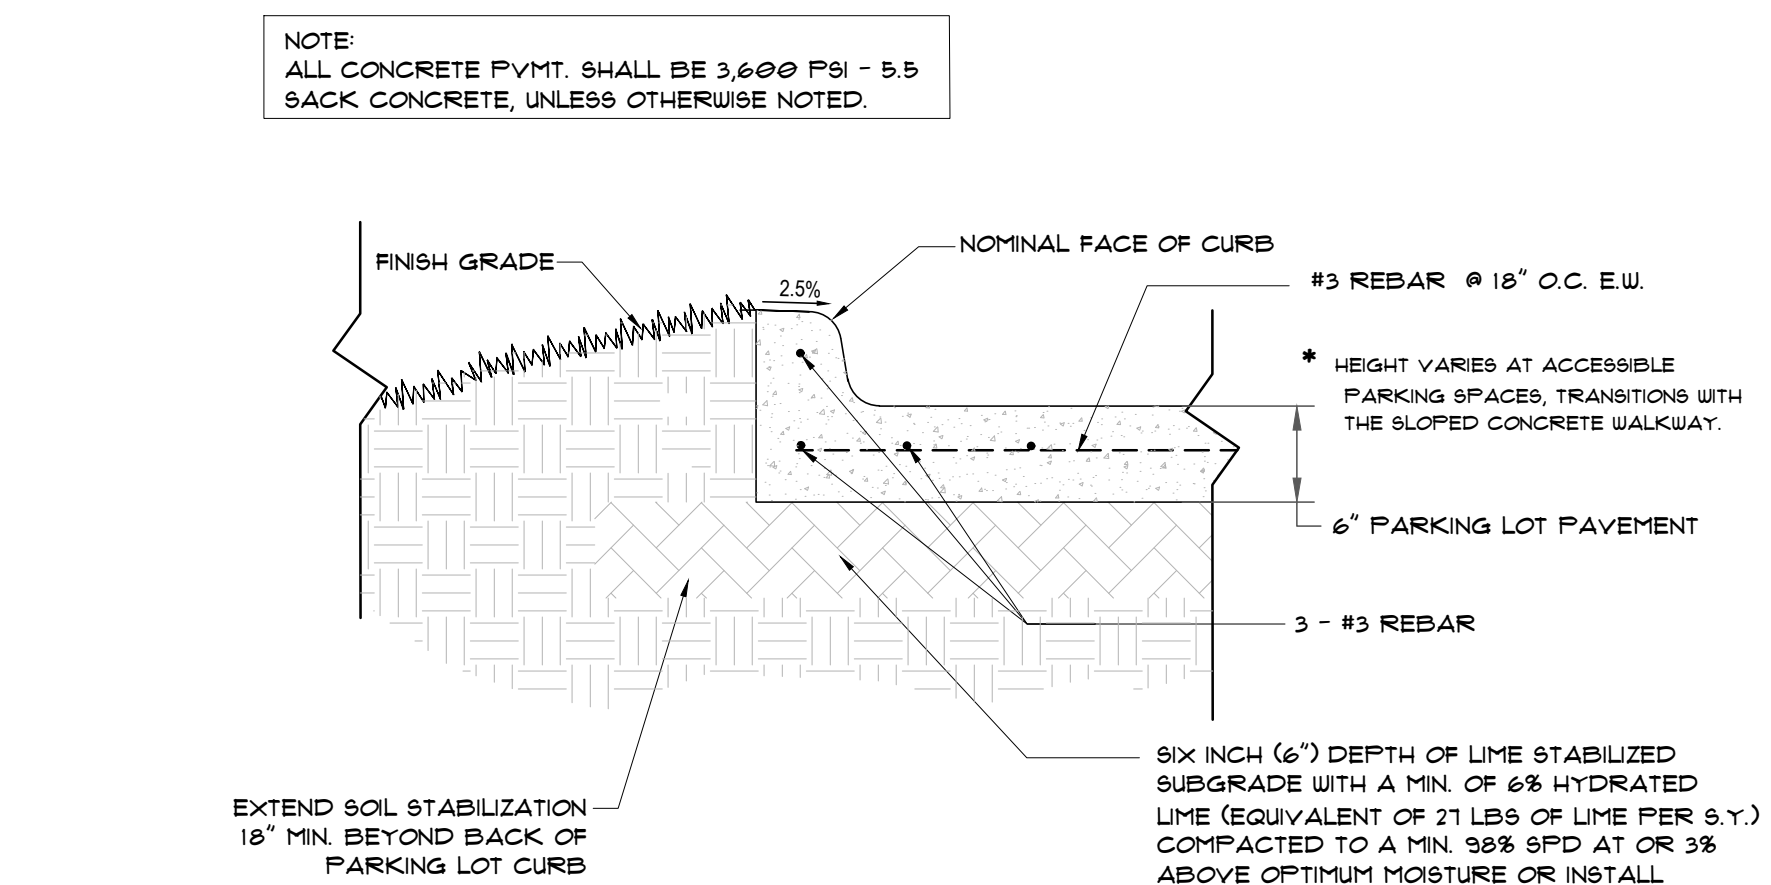 NOTE:
ALL CONCRETE PVMT. SHALL BE 3,600 PSI - 5.5
SACK CONCRETE, UNLESS OTHERWISE NOTED.
FINISH GRADE
2.5%
NOMINAL FACE OF CURB
#3 REBAR @ 18" O.C. E.W.
* HEIGHT VARIES AT ACCESSIBLE
PARKING SPACES, TRANSITIONS WITH
THE SLOPED CONCRETE WALKWAY.
6" PARKING LOT PAVEMENT
3 - #3 REBAR
EXTEND SOIL STABILIZATION
18" MIN. BEYOND BACK OF
PARKING LOT CURB
SIX INCH (6") DEPTH OF LIME STABILIZED
SUBGRADE WITH A MIN. OF 6% HYDRATED
LIME (EQUIVALENT OF 27 LBS OF LIME PER S.Y.)
COMPACTED TO A MIN. 98% SPD AT OR 3%
ABOVE OPTIMUM MOISTURE OR INSTALL